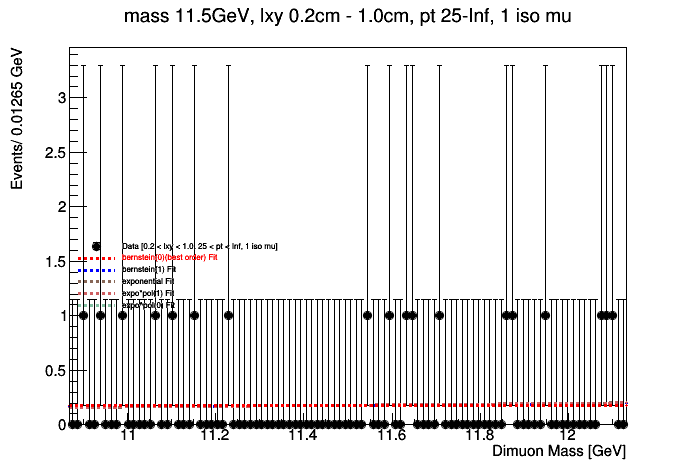 mass 11.5GeV, lxy 0.2cm - 1.0cm, pt 25-Inf, 1 iso mu
Events/ 0.01265 GeV
3
2.5
2
1.5
1
0.5
0
Data [0.2 < lxy < 1.0, 25 < pt < Inf, 1 iso mu]
bernstein(0)(best order) Fit
bernstein(1) Fit
exponential Fit
expo*pol(1) Fit
expo*pol(0) Fit
11 11.2 11.4 11.6 11.8 12
Dimuon Mass [GeV]